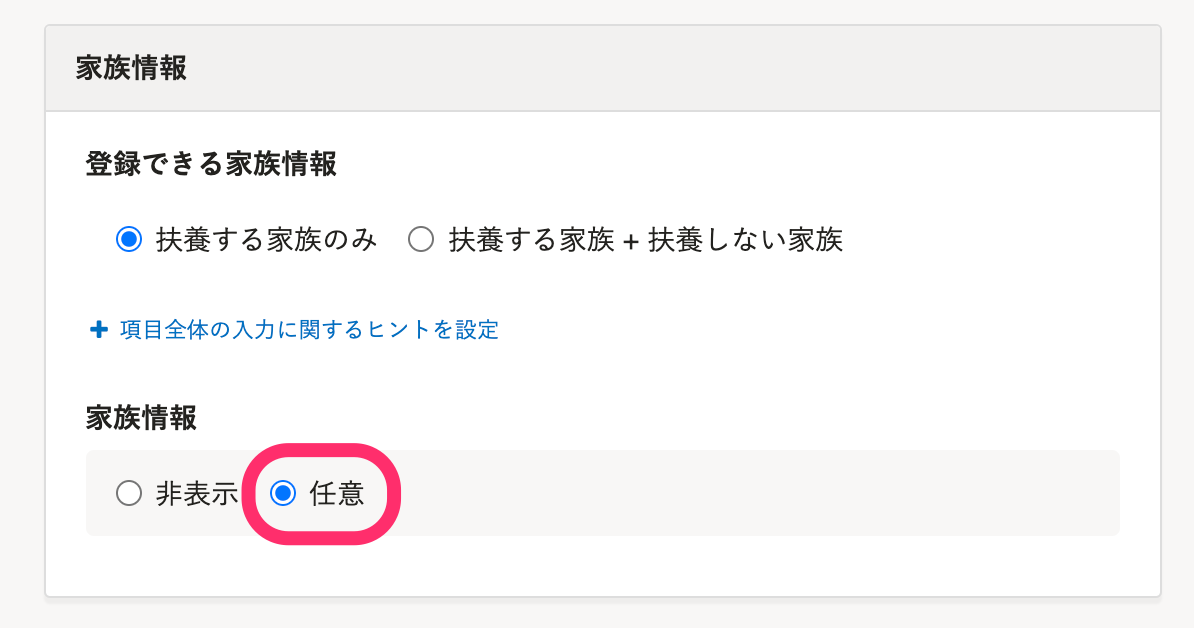 家族情報
登録できる家族情報
扶養する家族のみ 扶養する家族 + 扶養しない家族
+ 項目全体の入力に関するヒントを設定
家族情報
非表示 任意